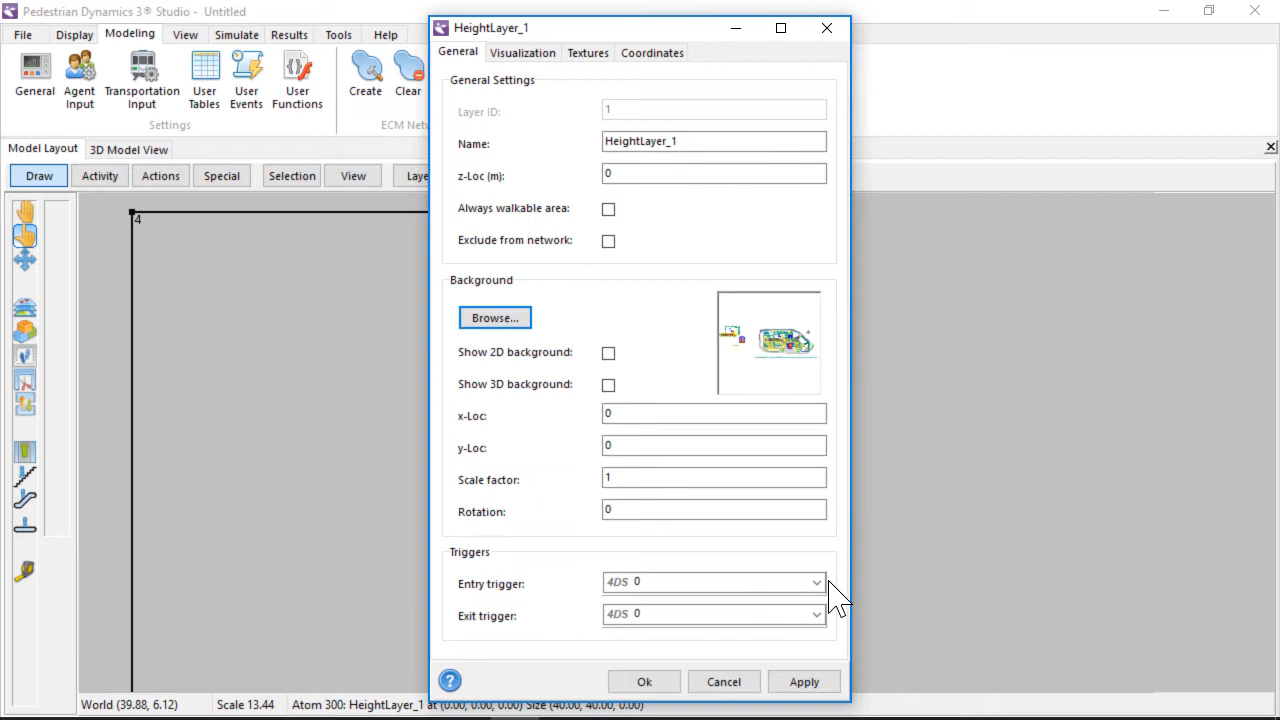 Pedestrian Dynamics 3® Studio - Untitled
File Display Modeling View Simulate Results Tools Help
General
Agent Input
Transportation Input
User Tables
User Events
User Functions
Create
Clear
Settings
ECM Netw
Model Layout
3D Model View
Draw Activity Actions Special Selection View Laye
4
HeightLayer_1
General Visualization Textures Coordinates
General Settings
Layer ID: 1
Name: HeightLayer_1
z-Loc (m): 0
Always walkable area:
Exclude from network:
Background
Browse...
Show 2D background:
Show 3D background:
x-Loc: 0
y-Loc: 0
Scale factor: 1
Rotation: 0
Triggers
Entry trigger: 4DS 0
Exit trigger: 4DS 0
? Ok Cancel Apply
World (39.88, 6.12) Scale 13.44 Atom 300: HeightLayer_1 at (0.00, 0.00, 0.00) Size (40.00, 40.00, 0.00)